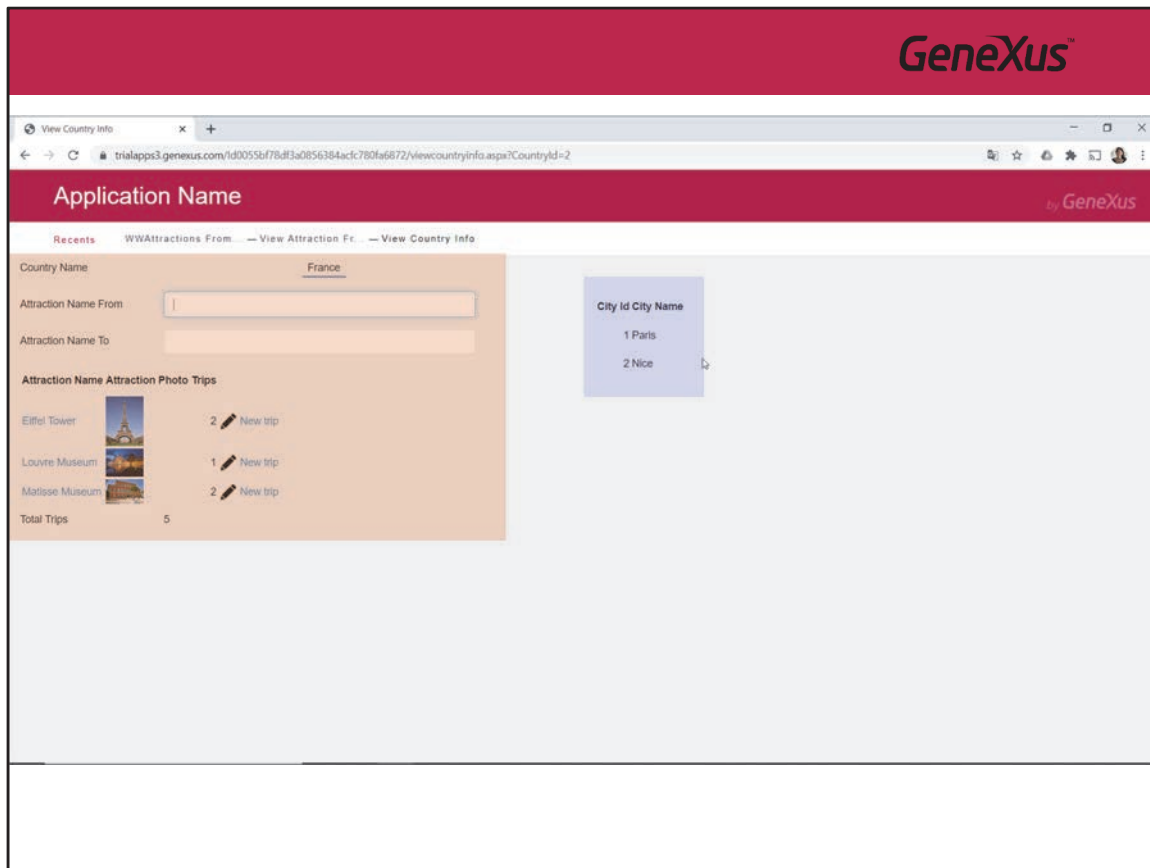 GeneXus™
View Country Info
trialapps3.genexus.com/Id0055bf78df3a0856384acfc780fa6872/viewcountryinfo.aspx?CountryId=2
Application Name
by GeneXus
Recents WWAttractions From... — View Attraction Fr... — View Country Info
Country Name France
Attraction Name From
Attraction Name To
Attraction Name Attraction Photo Trips
Eiffel Tower 2 New trip
Louvre Museum 1 New trip
Matisse Museum 2 New trip
Total Trips 5
City Id City Name
1 Paris
2 Nice